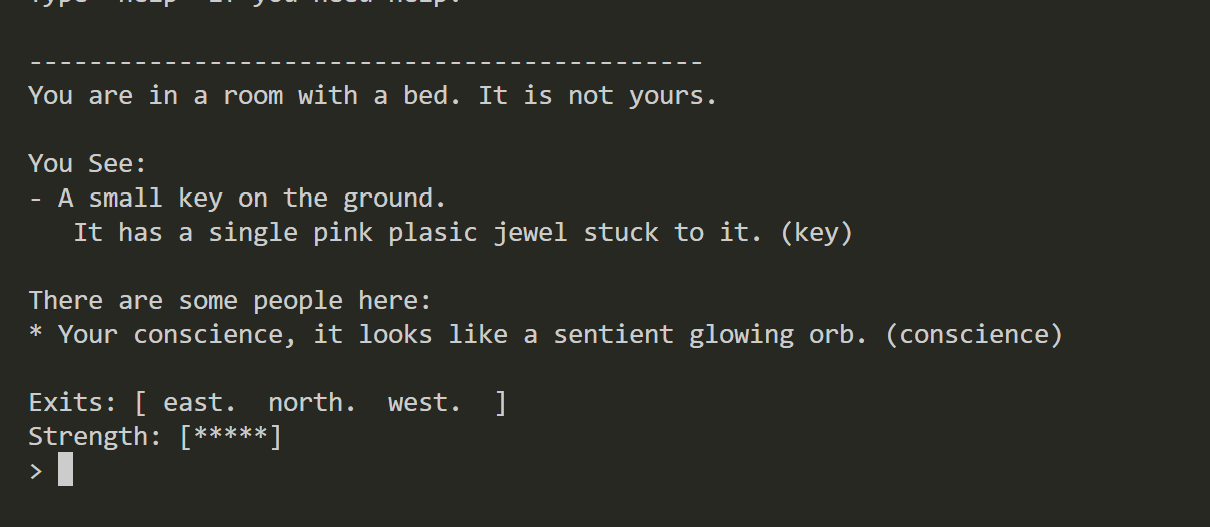 ---------------------------------------------
You are in a room with a bed. It is not yours.
You See:
- A small key on the ground.
It has a single pink plasic jewel stuck to it. (key)
There are some people here:
* Your conscience, it looks like a sentient glowing orb. (conscience)
Exits: [ east.  north.  west.  ]
Strength: [*****]
>